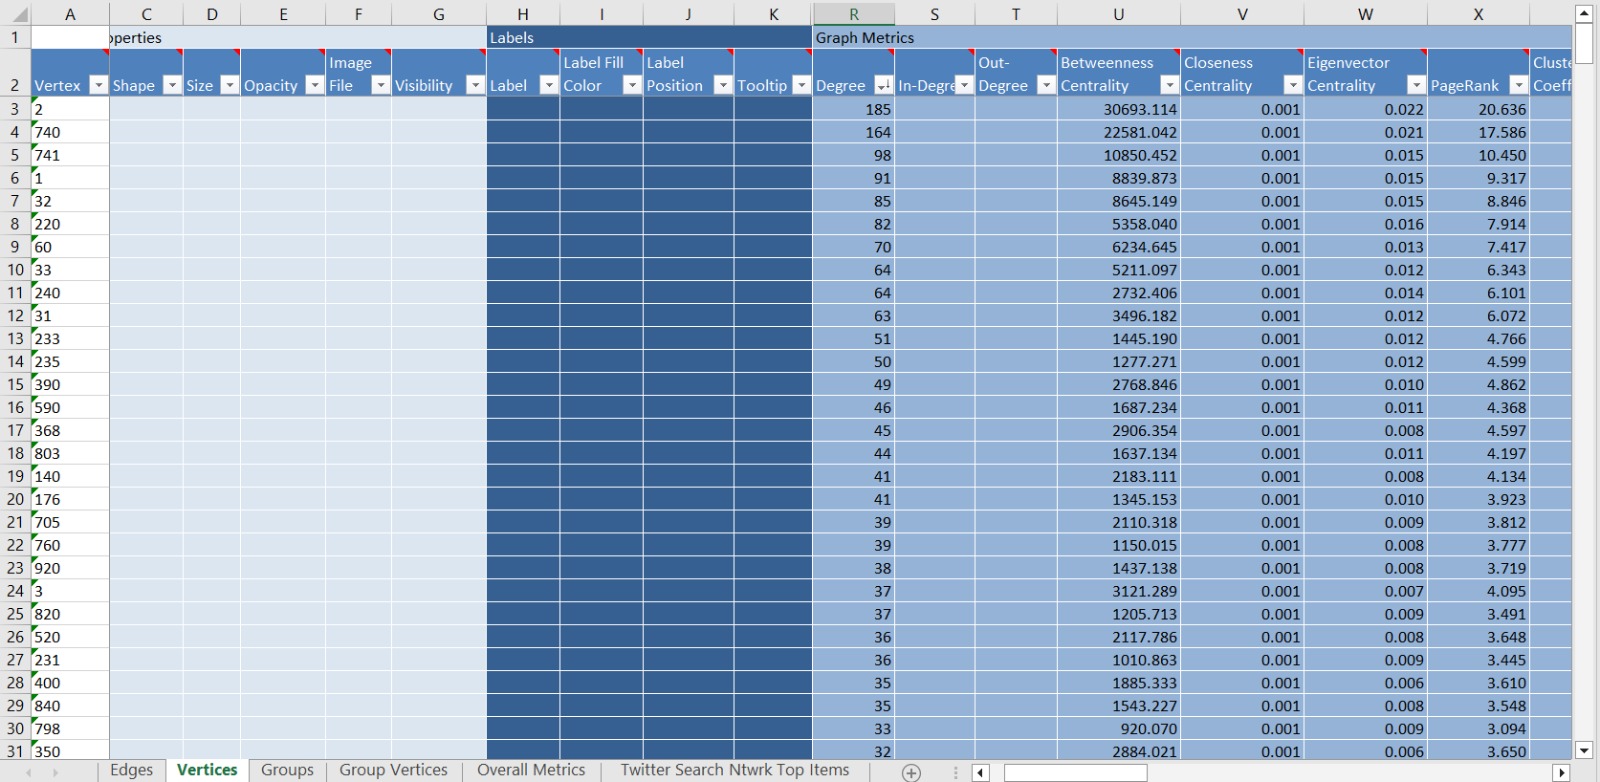 A C D E F G H I J K R S T U V W X
1 operties Labels Graph Metrics
Image Label Fill Label Out- Betweenness Closeness Eigenvector Cluste
2 Vertex Shape Size Opacity File Visibility Label Color Position Tooltip Degree In-Degre Degree Centrality Centrality Centrality PageRank Coeff
3 2 185 30693.114 0.001 0.022 20.636
4 740 164 22581.042 0.001 0.021 17.586
5 741 98 10850.452 0.001 0.015 10.450
6 1 91 8839.873 0.001 0.015 9.317
7 32 85 8645.149 0.001 0.015 8.846
8 220 82 5358.040 0.001 0.016 7.914
9 60 70 6234.645 0.001 0.013 7.417
10 33 64 5211.097 0.001 0.012 6.343
11 240 64 2732.406 0.001 0.014 6.101
12 31 63 3496.182 0.001 0.012 6.072
13 233 51 1445.190 0.001 0.012 4.766
14 235 50 1277.271 0.001 0.012 4.599
15 390 49 2768.846 0.001 0.010 4.862
16 590 46 1687.234 0.001 0.011 4.368
17 368 45 2906.354 0.001 0.008 4.597
18 803 44 1637.134 0.001 0.011 4.197
19 140 41 2183.111 0.001 0.008 4.134
20 176 41 1345.153 0.001 0.010 3.923
21 705 39 2110.318 0.001 0.009 3.812
22 760 39 1150.015 0.001 0.008 3.777
23 920 38 1437.138 0.001 0.008 3.719
24 3 37 3121.289 0.001 0.007 4.095
25 820 37 1205.713 0.001 0.009 3.491
26 520 36 2117.786 0.001 0.008 3.648
27 231 36 1010.863 0.001 0.009 3.445
28 400 35 1885.333 0.001 0.006 3.610
29 840 35 1543.227 0.001 0.008 3.548
30 798 33 920.070 0.001 0.009 3.094
31 350 32 2884.021 0.001 0.006 3.650
Edges Vertices Groups Group Vertices Overall Metrics Twitter Search Ntwrk Top Items